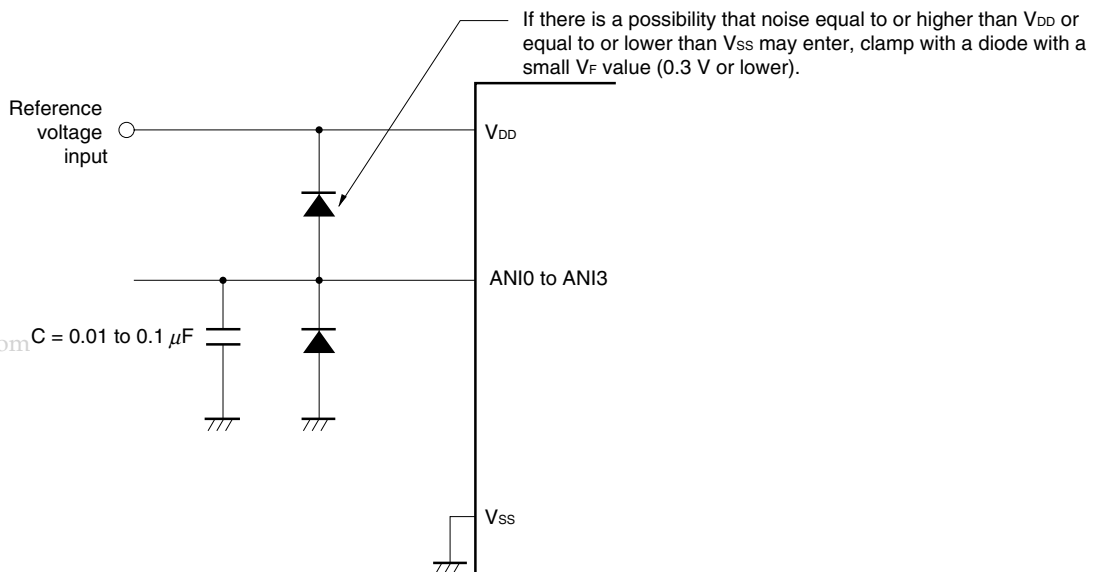 If there is a possibility that noise equal to or higher than VDD or
equal to or lower than VSS may enter, clamp with a diode with a
small VF value (0.3 V or lower).
Reference
voltage
input
VDD
ANI0 to ANI3
om
C = 0.01 to 0.1 μF
VSS